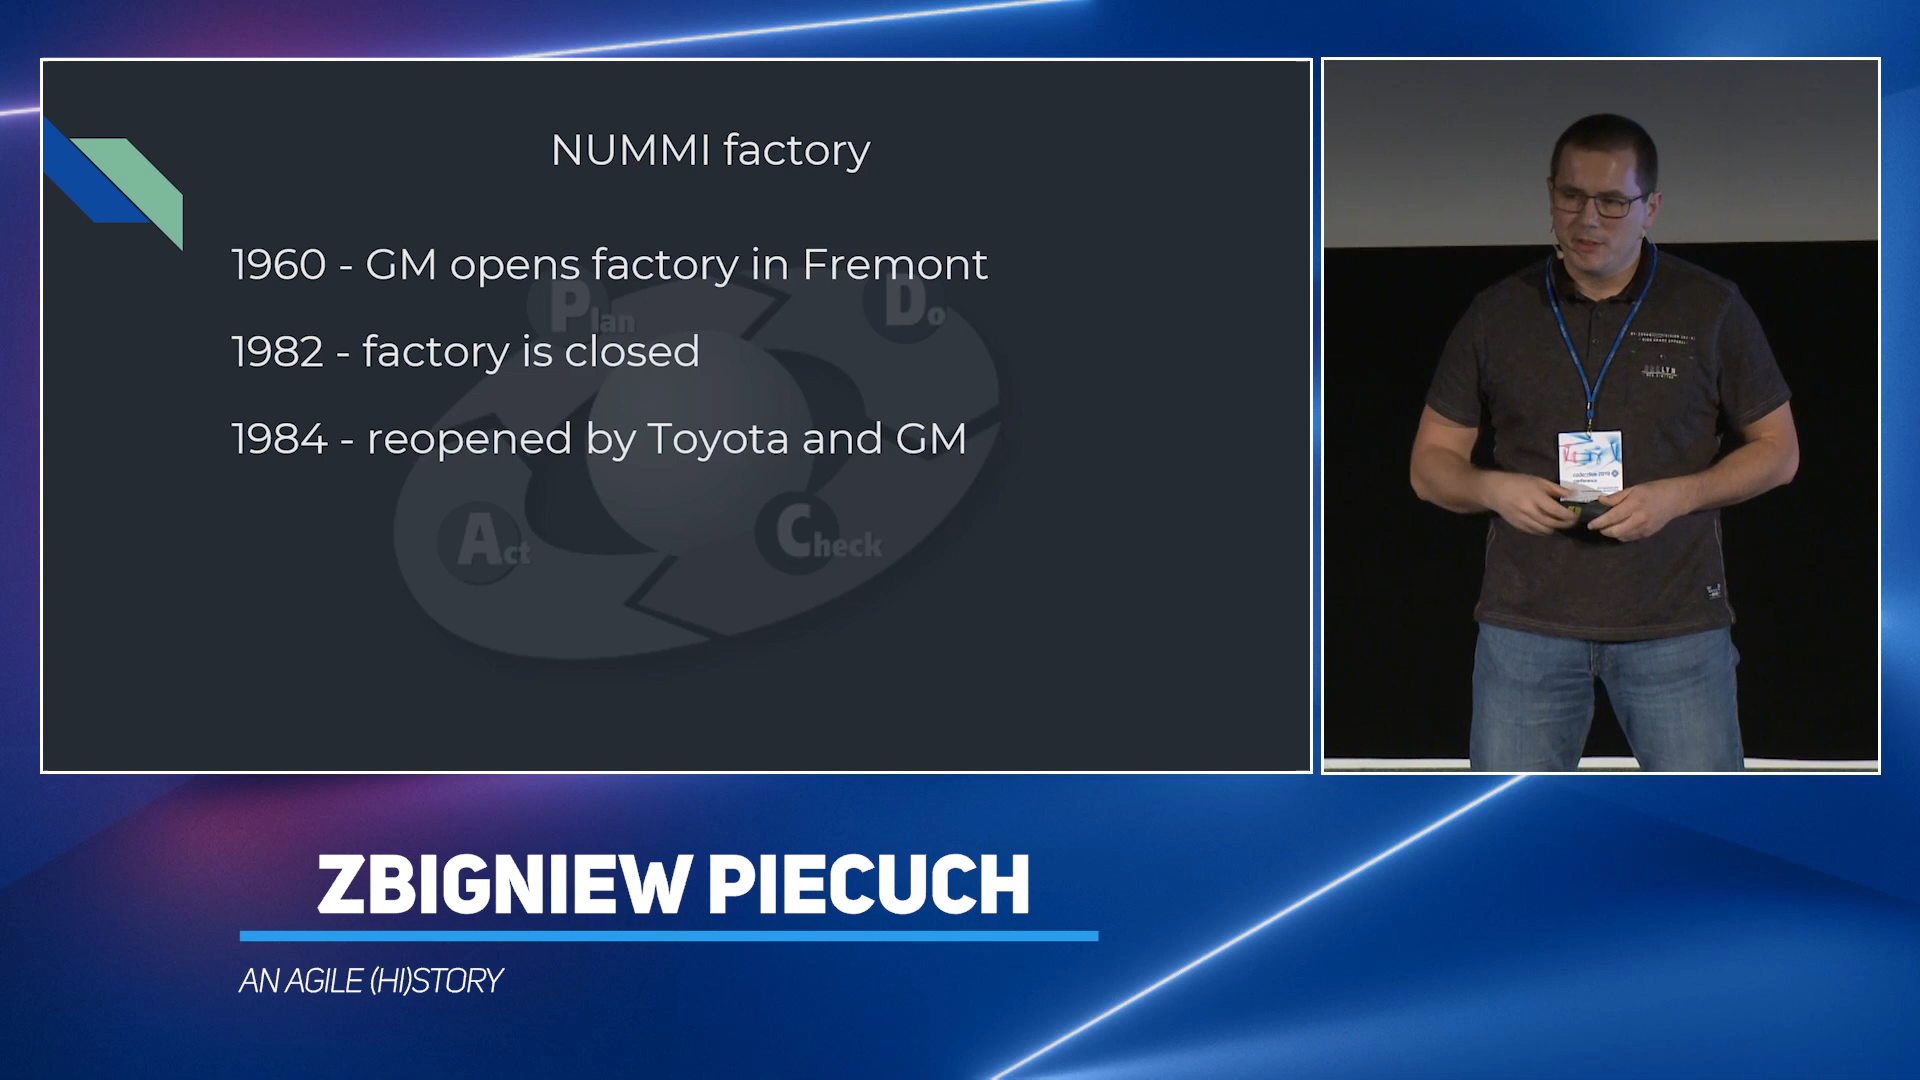 NUMMI factory
1960 - GM opens factory in Fremont
1982 - factory is closed
1984 - reopened by Toyota and GM
Plan
Do
Act
Check
ZBIGNIEW PIECUCH
AN AGILE (HI)STORY